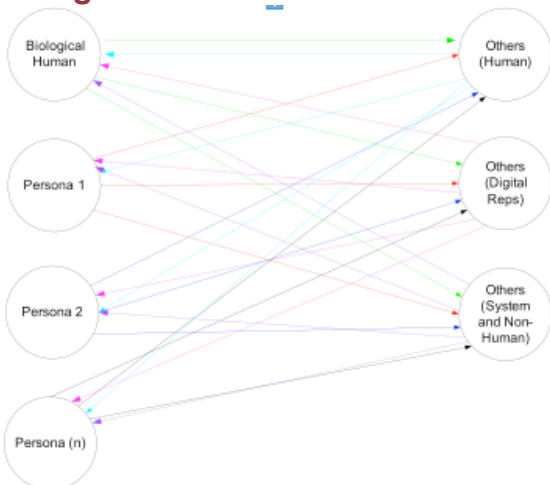 Biological
Human
Others
(Human)
Persona 1
Others
(Digital
Reps)
Persona 2
Others
(System
and Non-
Human)
Persona (n)